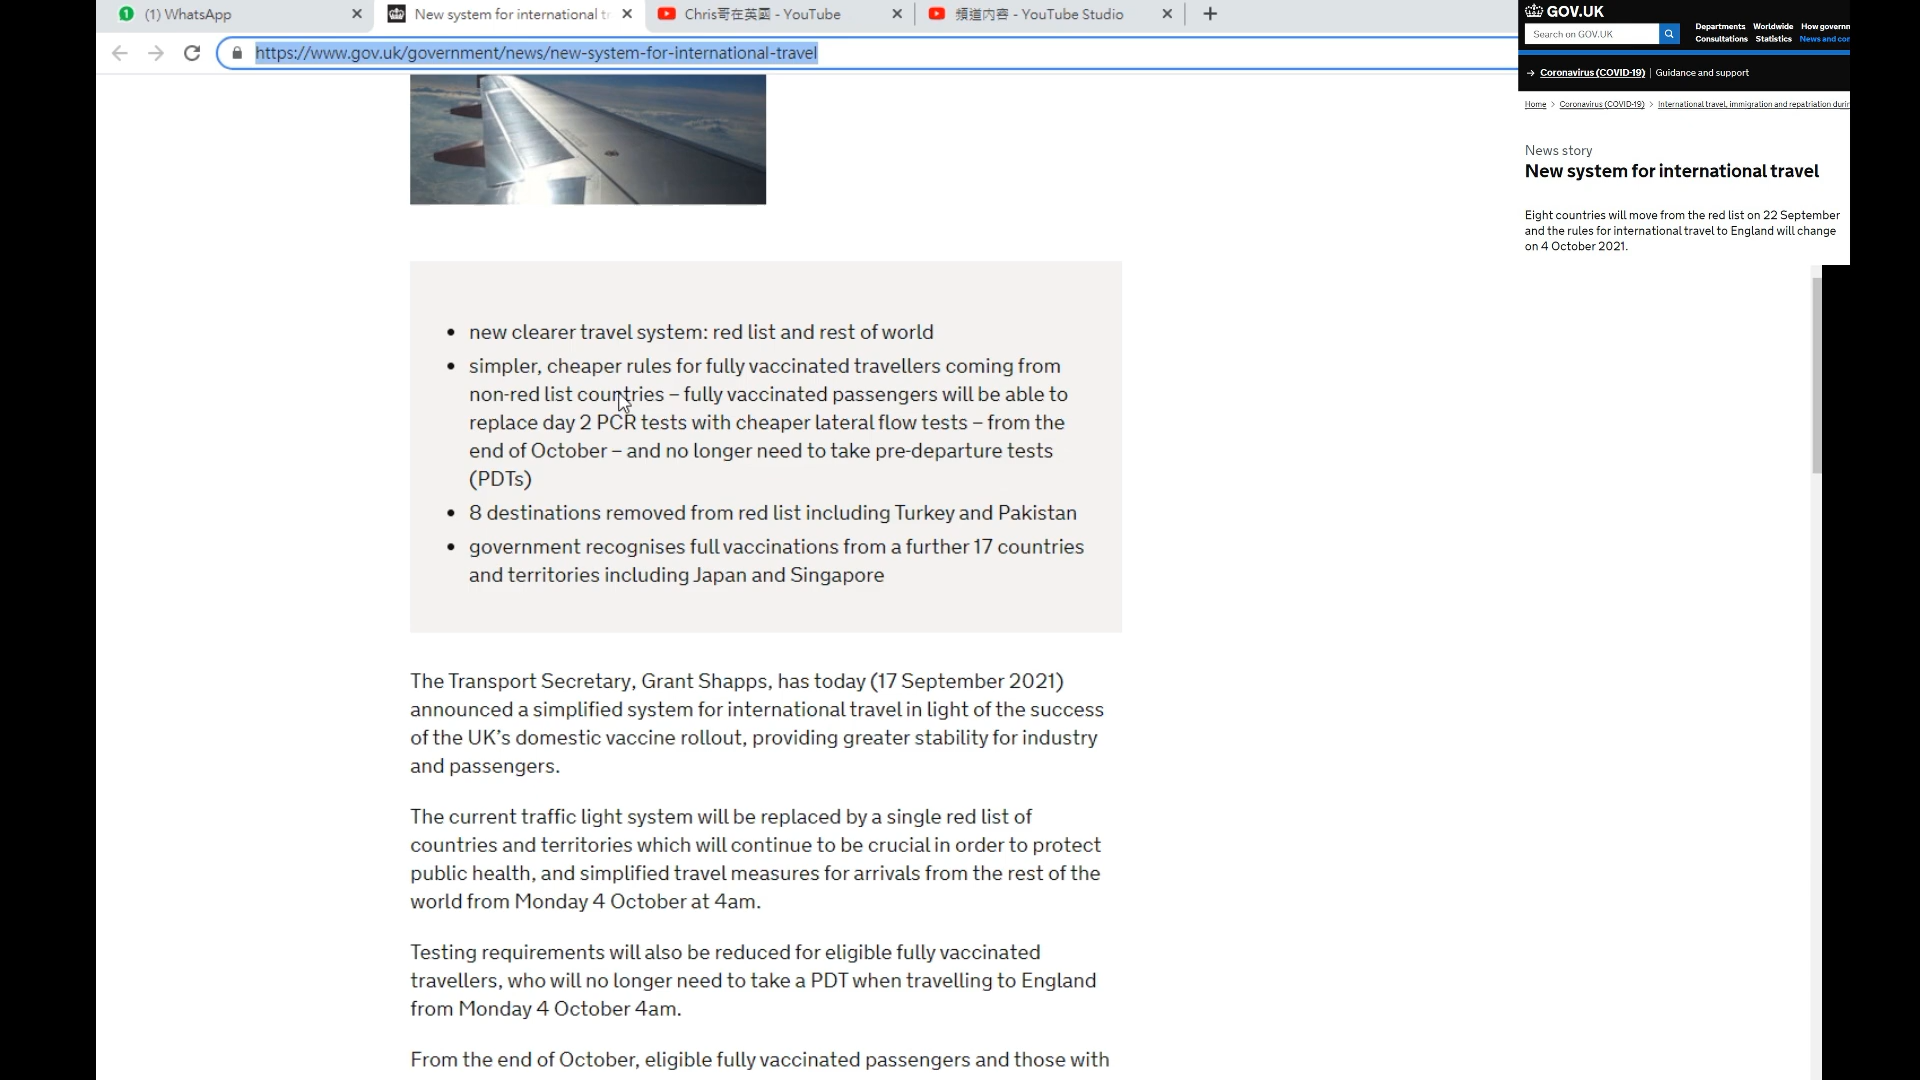 (1) WhatsApp
New system for international tr
Chris哥在英國 - YouTube
頻道內容 - YouTube Studio
https://www.gov.uk/government/news/new-system-for-international-travel
GOV.UK
Search on GOV.UK
Departments Worldwide How governm
Consultations Statistics News and com
→ Coronavirus (COVID-19) | Guidance and support
Home > Coronavirus (COVID-19) > International travel, immigration and repatriation durin
News story
New system for international travel
Eight countries will move from the red list on 22 September
and the rules for international travel to England will change
on 4 October 2021.
• new clearer travel system: red list and rest of world
• simpler, cheaper rules for fully vaccinated travellers coming from
non-red list countries – fully vaccinated passengers will be able to
replace day 2 PCR tests with cheaper lateral flow tests – from the
end of October – and no longer need to take pre-departure tests
(PDTs)
• 8 destinations removed from red list including Turkey and Pakistan
• government recognises full vaccinations from a further 17 countries
and territories including Japan and Singapore
The Transport Secretary, Grant Shapps, has today (17 September 2021)
announced a simplified system for international travel in light of the success
of the UK’s domestic vaccine rollout, providing greater stability for industry
and passengers.
The current traffic light system will be replaced by a single red list of
countries and territories which will continue to be crucial in order to protect
public health, and simplified travel measures for arrivals from the rest of the
world from Monday 4 October at 4am.
Testing requirements will also be reduced for eligible fully vaccinated
travellers, who will no longer need to take a PDT when travelling to England
from Monday 4 October 4am.
From the end of October, eligible fully vaccinated passengers and those with